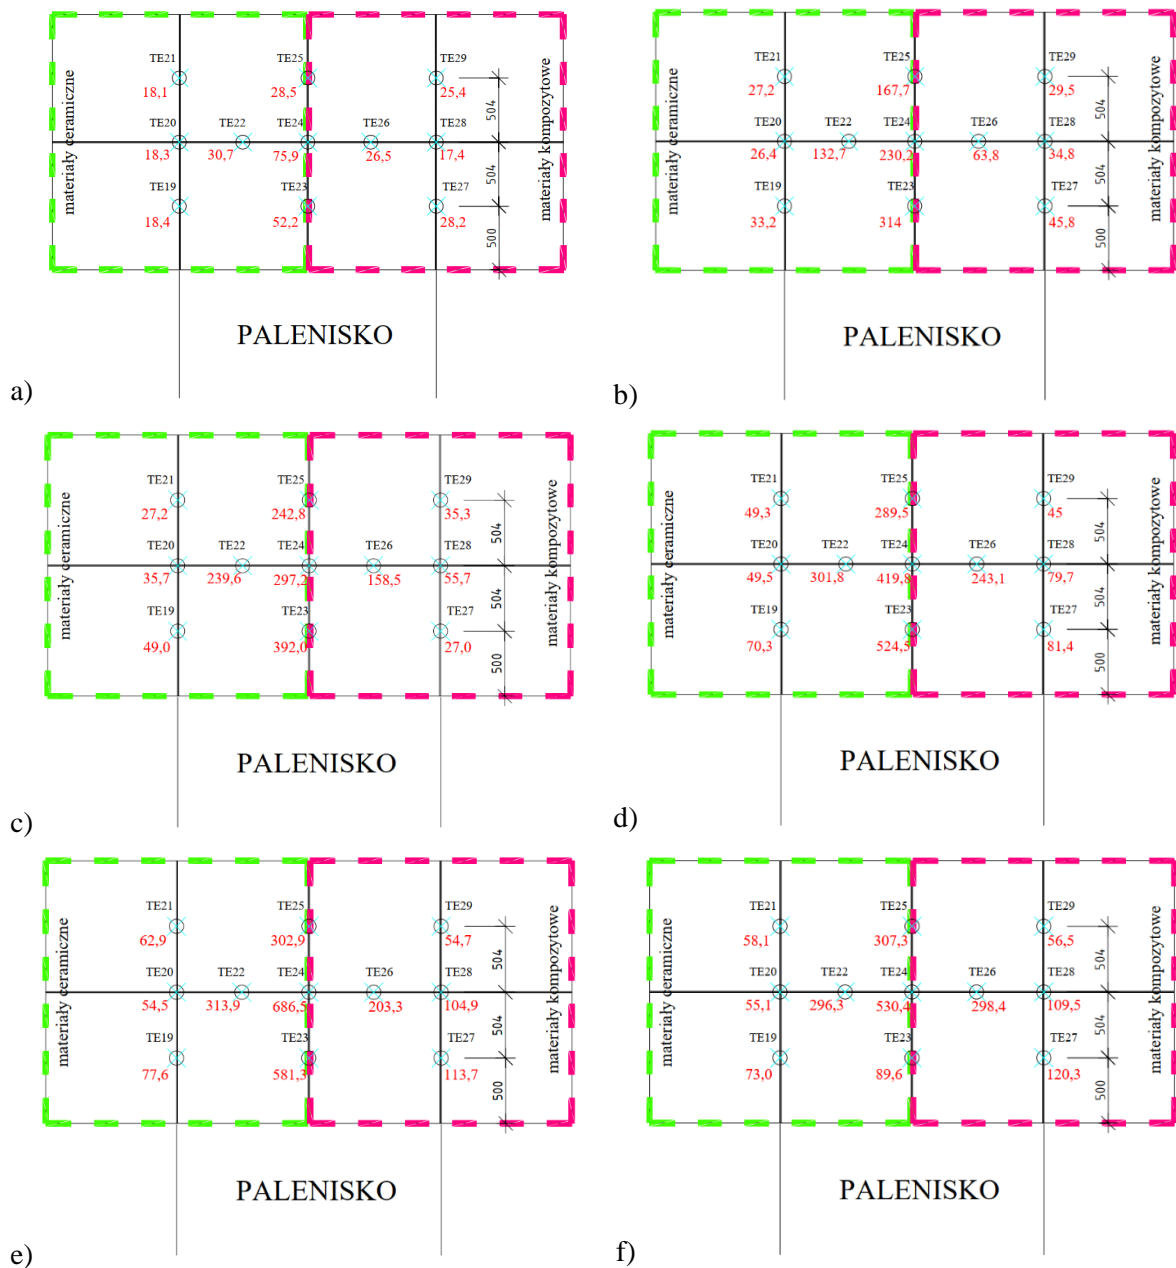 TE21 TE25 TE29
18,1 28,5 25,4
TE20 TE22 TE24 TE26 TE28
18,3 30,7 75,9 26,5 17,4
TE19 TE23 TE27
18,4 52,2 28,2
materiały ceramiczne
materiały kompozytowe
504
504
500
PALENISKO
a)
TE21 TE25 TE29
27,2 167,7 29,5
TE20 TE22 TE24 TE26 TE28
26,4 132,7 230,2 63,8 34,8
TE19 TE23 TE27
33,2 314 45,8
materiały ceramiczne
materiały kompozytowe
504
504
500
PALENISKO
b)
TE21 TE25 TE29
27,2 242,8 35,3
TE20 TE22 TE24 TE26 TE28
35,7 239,6 297,2 158,5 55,7
TE19 TE23 TE27
49,0 392,0 27,0
materiały ceramiczne
materiały kompozytowe
504
504
500
PALENISKO
c)
TE21 TE25 TE29
49,3 289,5 45
TE20 TE22 TE24 TE26 TE28
49,5 301,8 419,8 243,1 79,7
TE19 TE23 TE27
70,3 524,5 81,4
materiały ceramiczne
materiały kompozytowe
504
504
500
PALENISKO
d)
TE21 TE25 TE29
62,9 302,9 54,7
TE20 TE22 TE24 TE26 TE28
54,5 313,9 686,5 203,3 104,9
TE19 TE23 TE27
77,6 581,3 113,7
materiały ceramiczne
materiały kompozytowe
504
504
500
PALENISKO
e)
TE21 TE25 TE29
58,1 307,3 56,5
TE20 TE22 TE24 TE26 TE28
55,1 296,3 530,4 298,4 109,5
TE19 TE23 TE27
73,0 89,6 120,3
materiały ceramiczne
materiały kompozytowe
504
504
500
PALENISKO
f)